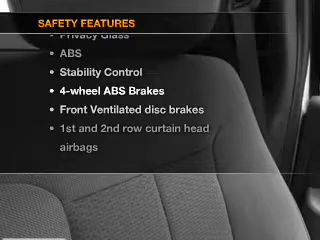 SAFETY FEATURES
• Privacy Glass
• ABS
• Stability Control
• 4-wheel ABS Brakes
• Front Ventilated disc brakes
• 1st and 2nd row curtain head
airbags